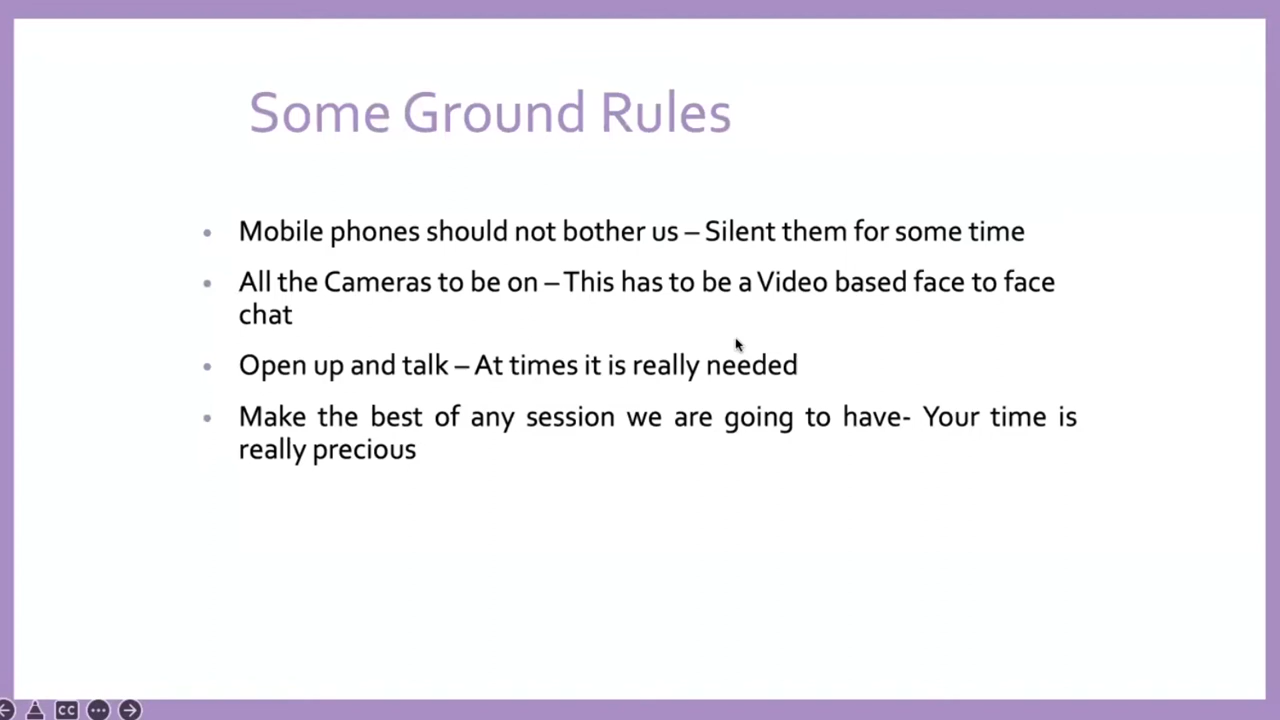 Some Ground Rules
Mobile phones should not bother us – Silent them for some time
All the Cameras to be on – This has to be a Video based face to face
chat
Open up and talk – At times it is really needed
Make the best of any session we are going to have- Your time is
really precious
CC